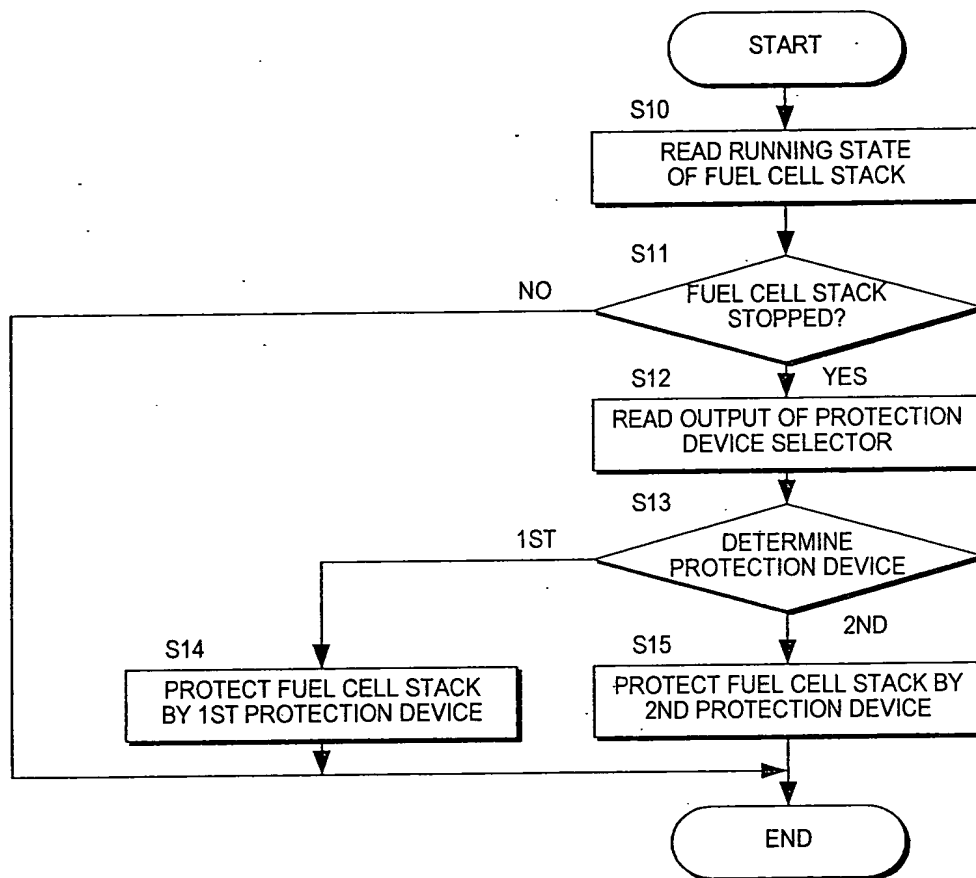 START
S10
READ RUNNING STATE
OF FUEL CELL STACK
S11
NO
FUEL CELL STACK
STOPPED?
YES
S12
READ OUTPUT OF PROTECTION
DEVICE SELECTOR
S13
1ST
DETERMINE
PROTECTION DEVICE
2ND
S14
PROTECT FUEL CELL STACK
BY 1ST PROTECTION DEVICE
S15
PROTECT FUEL CELL STACK BY
2ND PROTECTION DEVICE
END